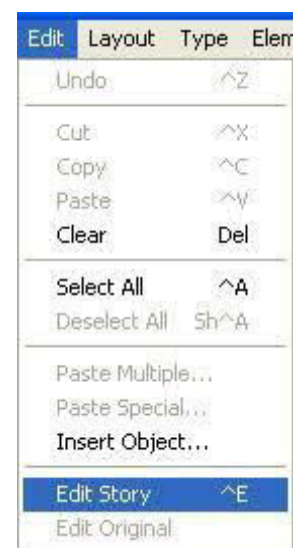 Edit Layout Type Elem
Undo ^Z
Cut ^X
Copy ^C
Paste ^V
Clear Del
Select All ^A
Deselect All Sh^A
Paste Multiple...
Paste Special...
Insert Object...
Edit Story ^E
Edit Original